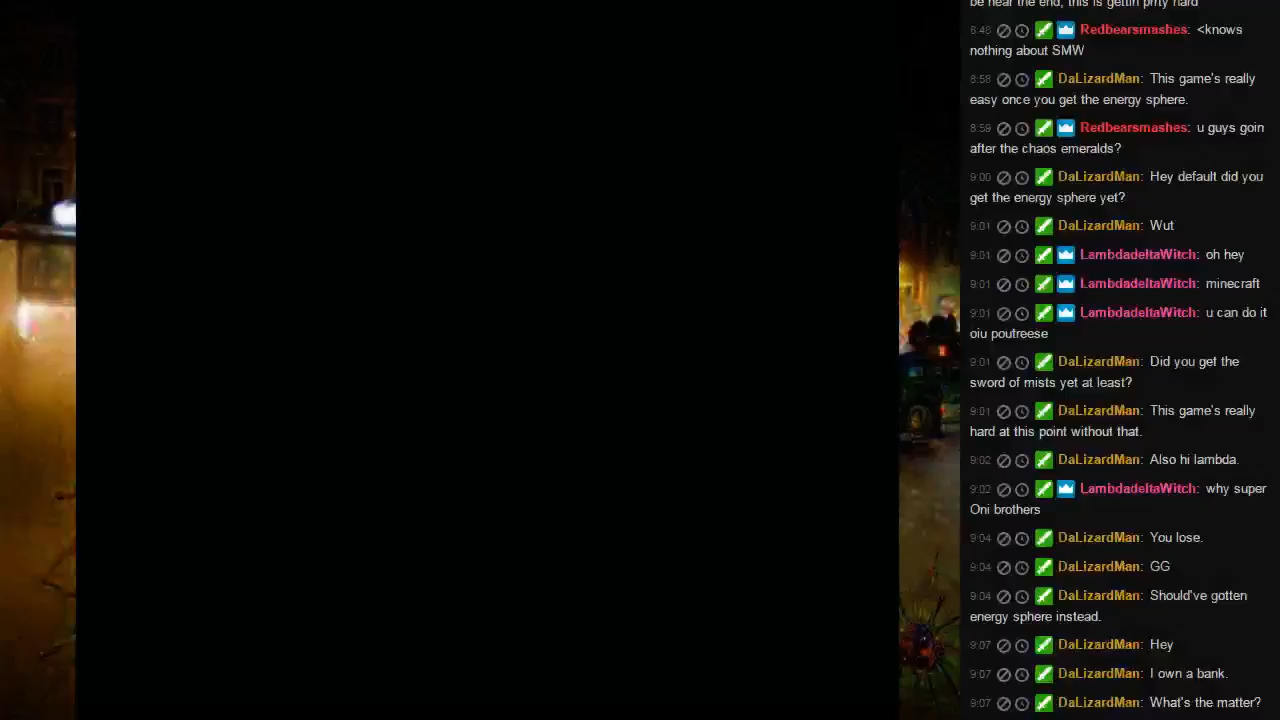 be near the end, this is gettin prity hard
8:48 Redbearsmashes: <knows
nothing about SMW
8:58 DaLizardMan: This game's really
easy once you get the energy sphere.
8:59 Redbearsmashes: u guys goin
after the chaos emeralds?
9:00 DaLizardMan: Hey default did you
get the energy sphere yet?
9:01 DaLizardMan: Wut
9:01 LambdadeltaWitch: oh hey
9:01 LambdadeltaWitch: minecraft
9:01 LambdadeltaWitch: u can do it
oiu poutreese
9:01 DaLizardMan: Did you get the
sword of mists yet at least?
9:01 DaLizardMan: This game's really
hard at this point without that.
9:02 DaLizardMan: Also hi lambda.
9:02 LambdadeltaWitch: why super
Oni brothers
9:04 DaLizardMan: You lose.
9:04 DaLizardMan: GG
9:04 DaLizardMan: Should've gotten
energy sphere instead.
9:07 DaLizardMan: Hey
9:07 DaLizardMan: I own a bank.
9:07 DaLizardMan: What's the matter?